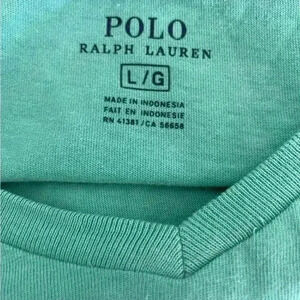 POLO
RALPH LAUREN
L/G
MADE IN INDONESIA
FAIT EN INDONESIE
RN 41381/CA 56658